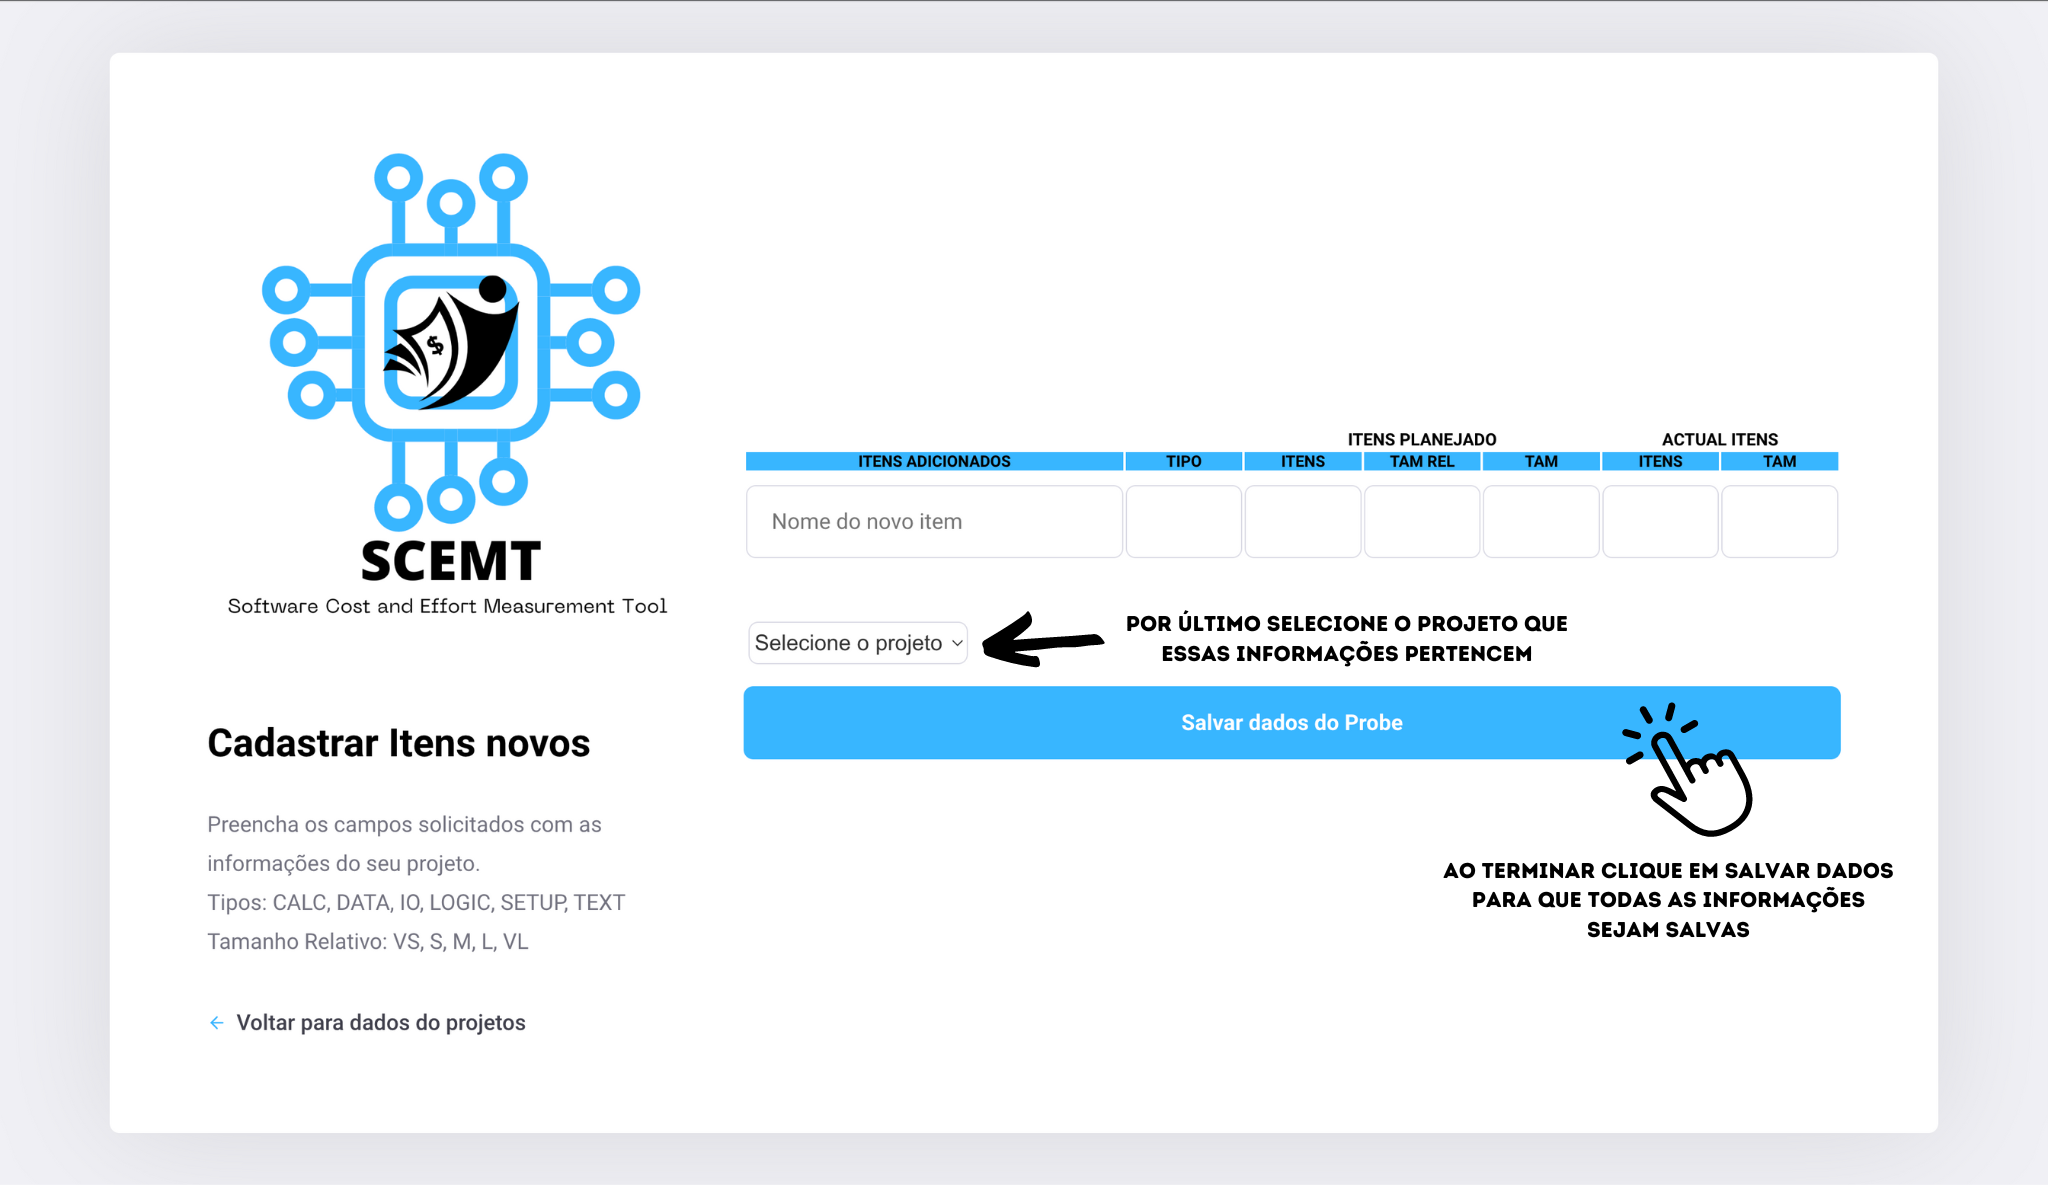 $
SCEMT
Software Cost and Effort Measurement Tool
Cadastrar Itens novos
Preencha os campos solicitados com as
informações do seu projeto.
Tipos: CALC, DATA, IO, LOGIC, SETUP, TEXT
Tamanho Relativo: VS, S, M, L, VL
← Voltar para dados do projetos
ITENS PLANEJADO ACTUAL ITENS
ITENS ADICIONADOS TIPO ITENS TAM REL TAM ITENS TAM
Nome do novo item
Selecione o projeto
POR ÚLTIMO SELECIONE O PROJETO QUE
ESSAS INFORMAÇÕES PERTENCEM
Salvar dados do Probe
AO TERMINAR CLIQUE EM SALVAR DADOS
PARA QUE TODAS AS INFORMAÇÕES
SEJAM SALVAS